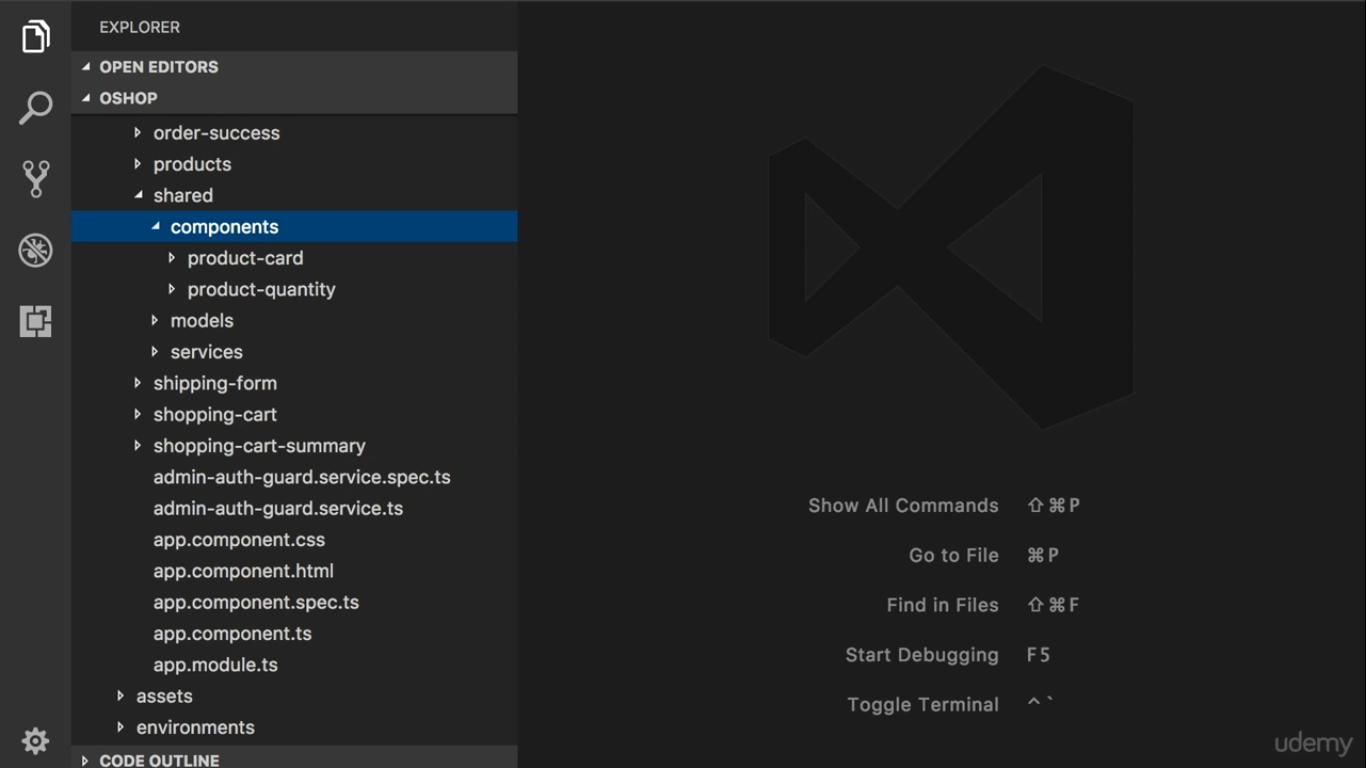 EXPLORER
OPEN EDITORS
OSHOP
order-success
products
shared
components
product-card
product-quantity
models
services
shipping-form
shopping-cart
shopping-cart-summary
admin-auth-guard.service.spec.ts
admin-auth-guard.service.ts
app.component.css
app.component.html
app.component.spec.ts
app.component.ts
app.module.ts
assets
environments
CODE OUTLINE
Show All Commands ⇧⌘P
Go to File ⌘P
Find in Files ⇧⌘F
Start Debugging F5
Toggle Terminal ^`
udemy